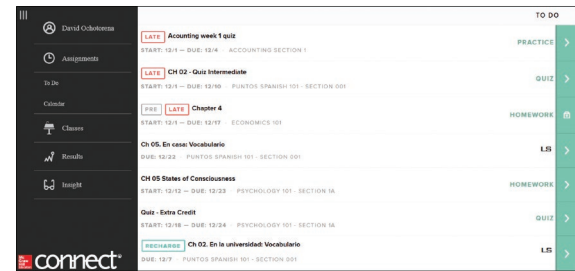 TO DO
David Ochotorena
Assignments
To Do
Calendar
Classes
Results
Insight
connect®
LATE Acounting week 1 quiz
START: 12/1 — DUE: 12/4 · ACCOUNTING SECTION 1
PRACTICE
LATE CH 02 - Quiz Intermediate
START: 12/1 — DUE: 12/10 · PUNTOS SPANISH 101 - SECTION 001
QUIZ
PRE LATE Chapter 4
START: 12/1 — DUE: 12/17 · ECONOMICS 101
HOMEWORK
Ch 05. En casa: Vocabulario
DUE: 12/22 · PUNTOS SPANISH 101 - SECTION 001
LS
CH 05 States of Consciousness
START: 12/12 — DUE: 12/23 · PSYCHOLOGY 101 - SECTION 1A
HOMEWORK
Quiz - Extra Credit
START: 12/18 — DUE: 12/24 · PSYCHOLOGY 101 - SECTION 1A
QUIZ
RECHARGE Ch 02. En la universidad: Vocabulario
DUE: 12/7 · PUNTOS SPANISH 101 - SECTION 001
LS